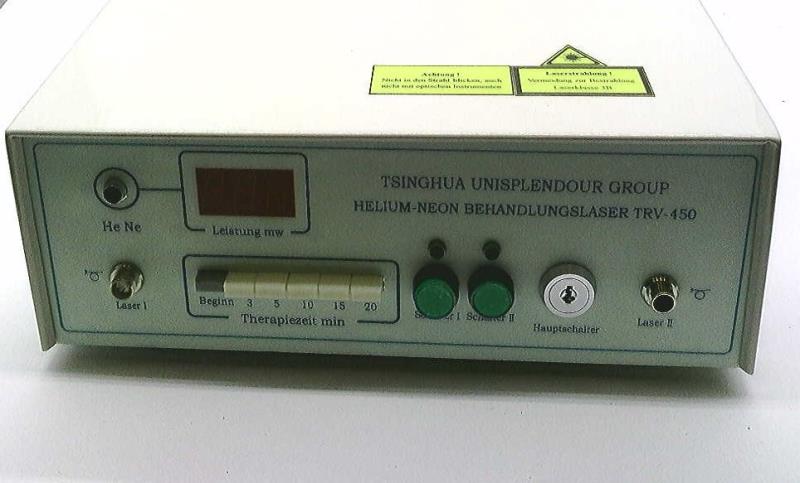 Achtung !
Nicht in den Strahl blicken, auch
nicht mit optischen Instrumenten
Laserstrahlung !
Vermeidung zur Bestrahlung
Laserklasse 3B
TSINGHUA UNISPLENDOUR GROUP
HELIUM-NEON BEHANDLUNGSLASER TRV-450
He Ne
Leistung mw
Laser I
Beginn 3 5 10 15 20
Therapiezeit min
I Schalter II
Hauptschalter
Laser II